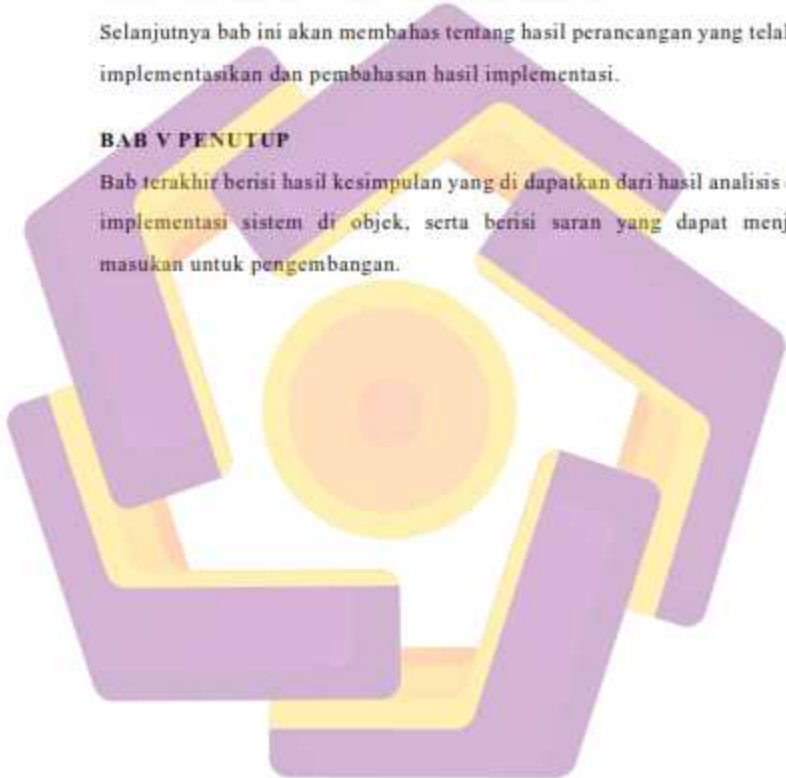 Selanjutnya bab ini akan membahas tentang hasil perancangan yang
implementasikan dan pembahasan hasil implementasi.
BAB V PENUTUP
Bab terakhir berisi hasil kesimpulan yang di dapatkan dari hasil analisis
implementasi sistem di objek, serta berisi saran yang dapat
masukan untuk pengembangan.